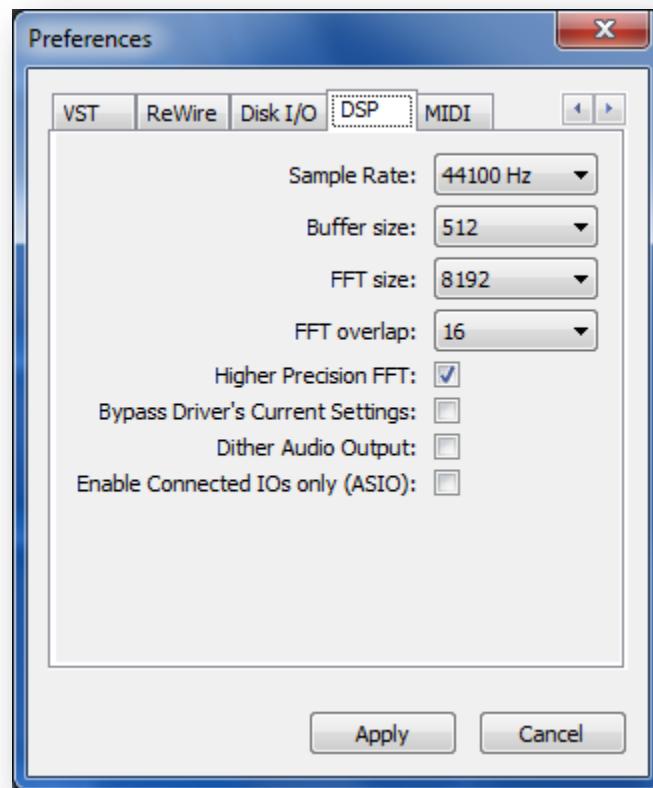 Preferences
VST ReWire Disk I/O DSP MIDI
Sample Rate: 44100 Hz
Buffer size: 512
FFT size: 8192
FFT overlap: 16
Higher Precision FFT:
Bypass Driver's Current Settings:
Dither Audio Output:
Enable Connected IOs only (ASIO):
Apply Cancel